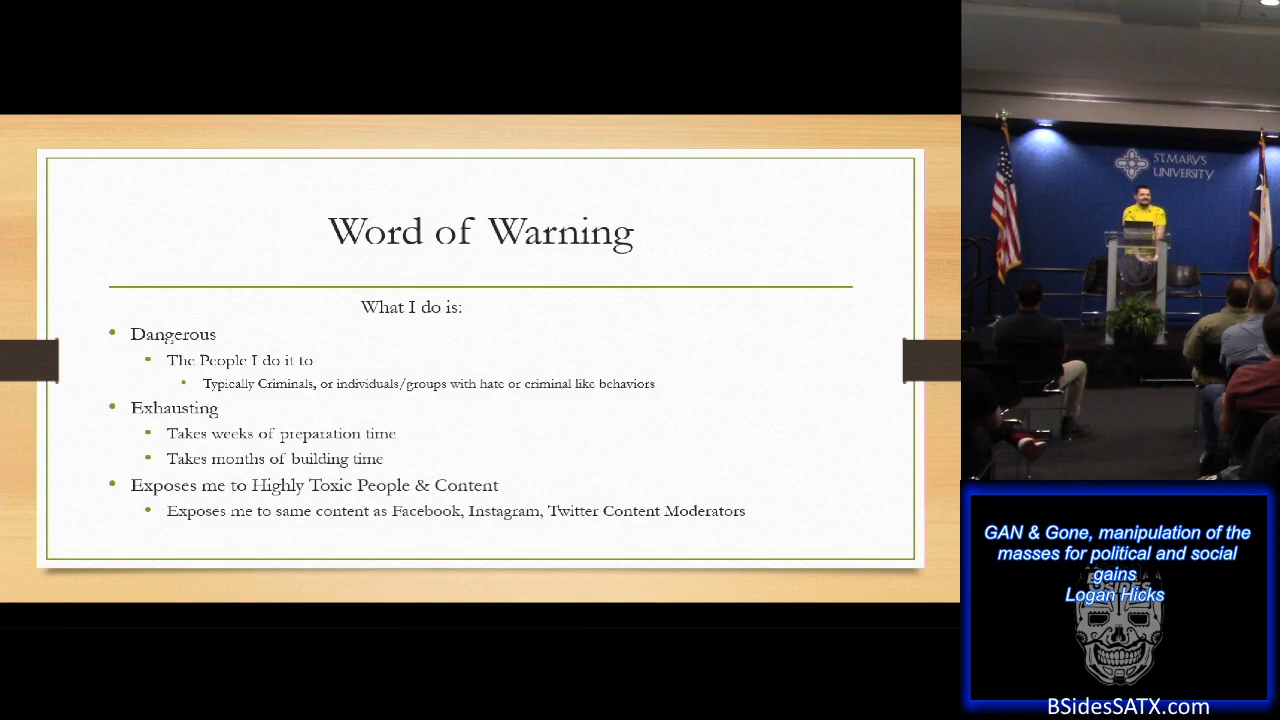 Word of Warning
What I do is:
Dangerous
The People I do it to
Typically Criminals, or individuals/groups with hate or criminal like behaviors
Exhausting
Takes weeks of preparation time
Takes months of building time
Exposes me to Highly Toxic People & Content
Exposes me to same content as Facebook, Instagram, Twitter Content Moderators
ST. MARY'S
UNIVERSITY
GAN & Gone, manipulation of the
masses for political and social
gains
Logan Hicks
BSIDES
BSidesSATX.com